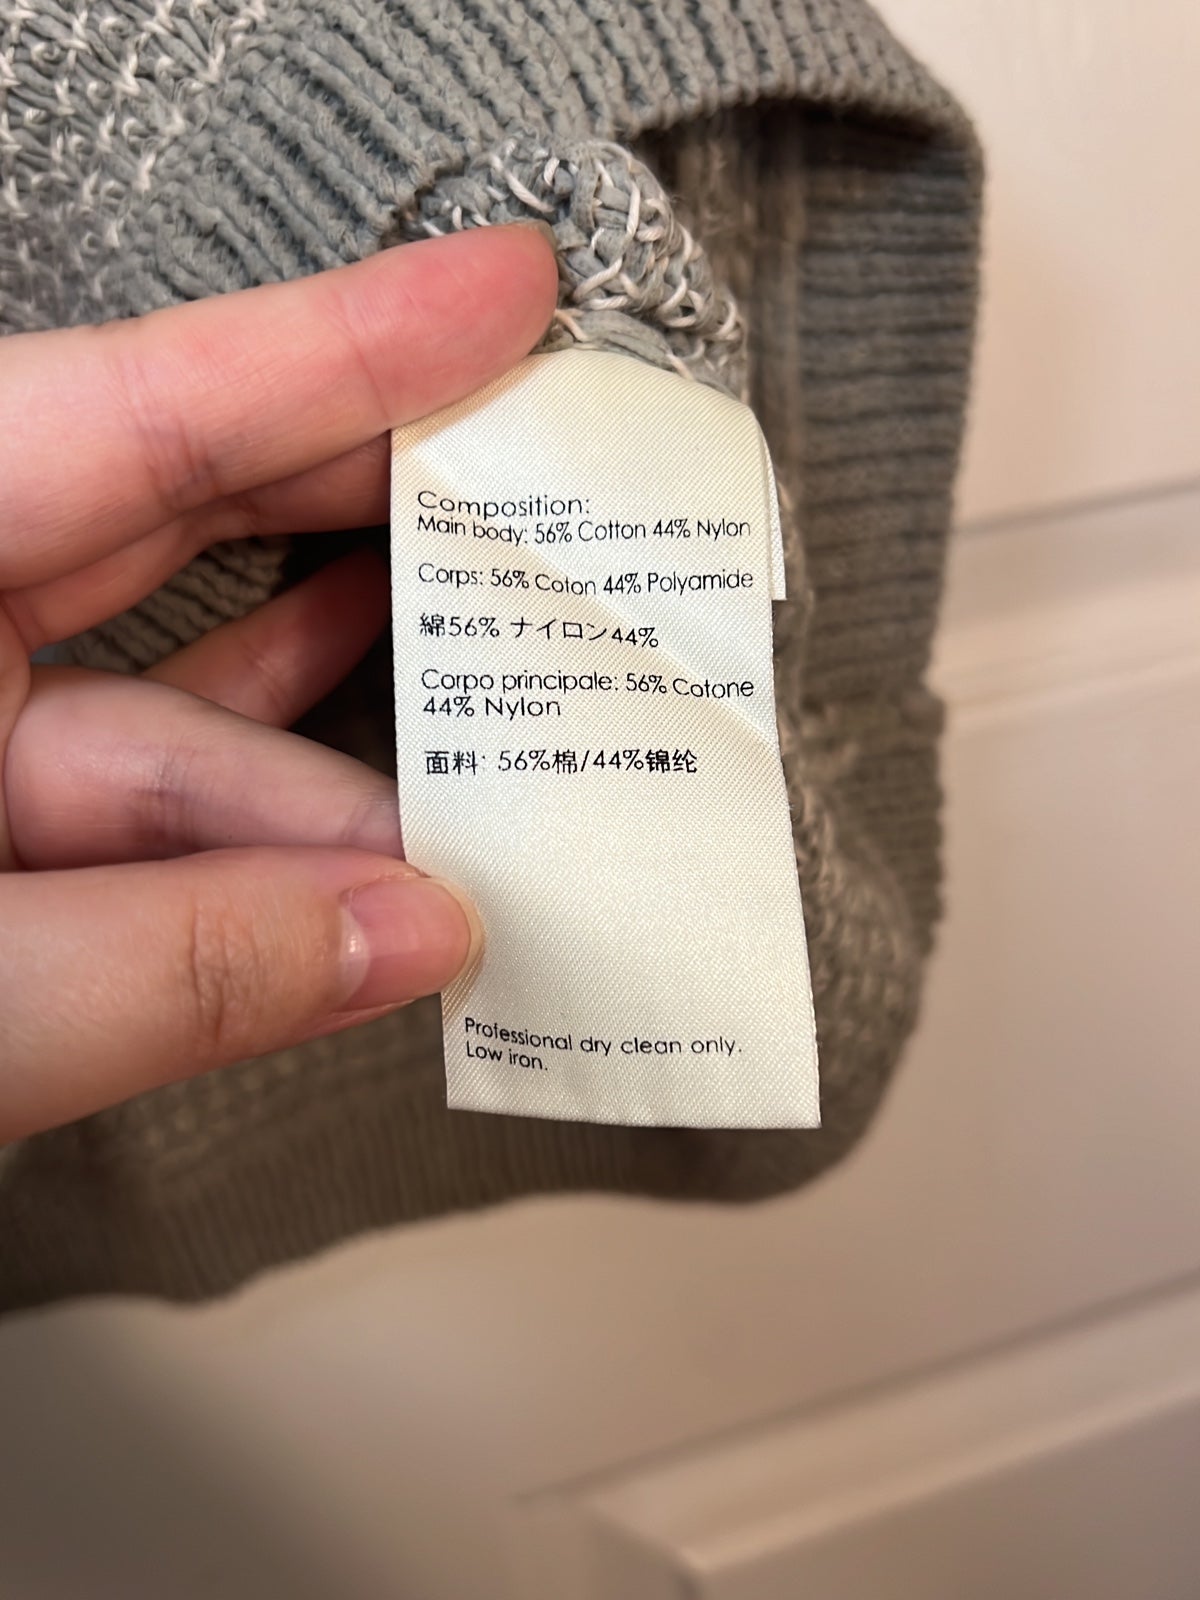 Composition:
Main body: 56% Cotton 44% Nylon
Corps: 56% Coton 44% Polyamide
綿56% ナイロン44%
Corpo principale: 56% Cotone
44% Nylon
面料: 56%棉/44%锦纶
Professional dry clean only.
Low iron.